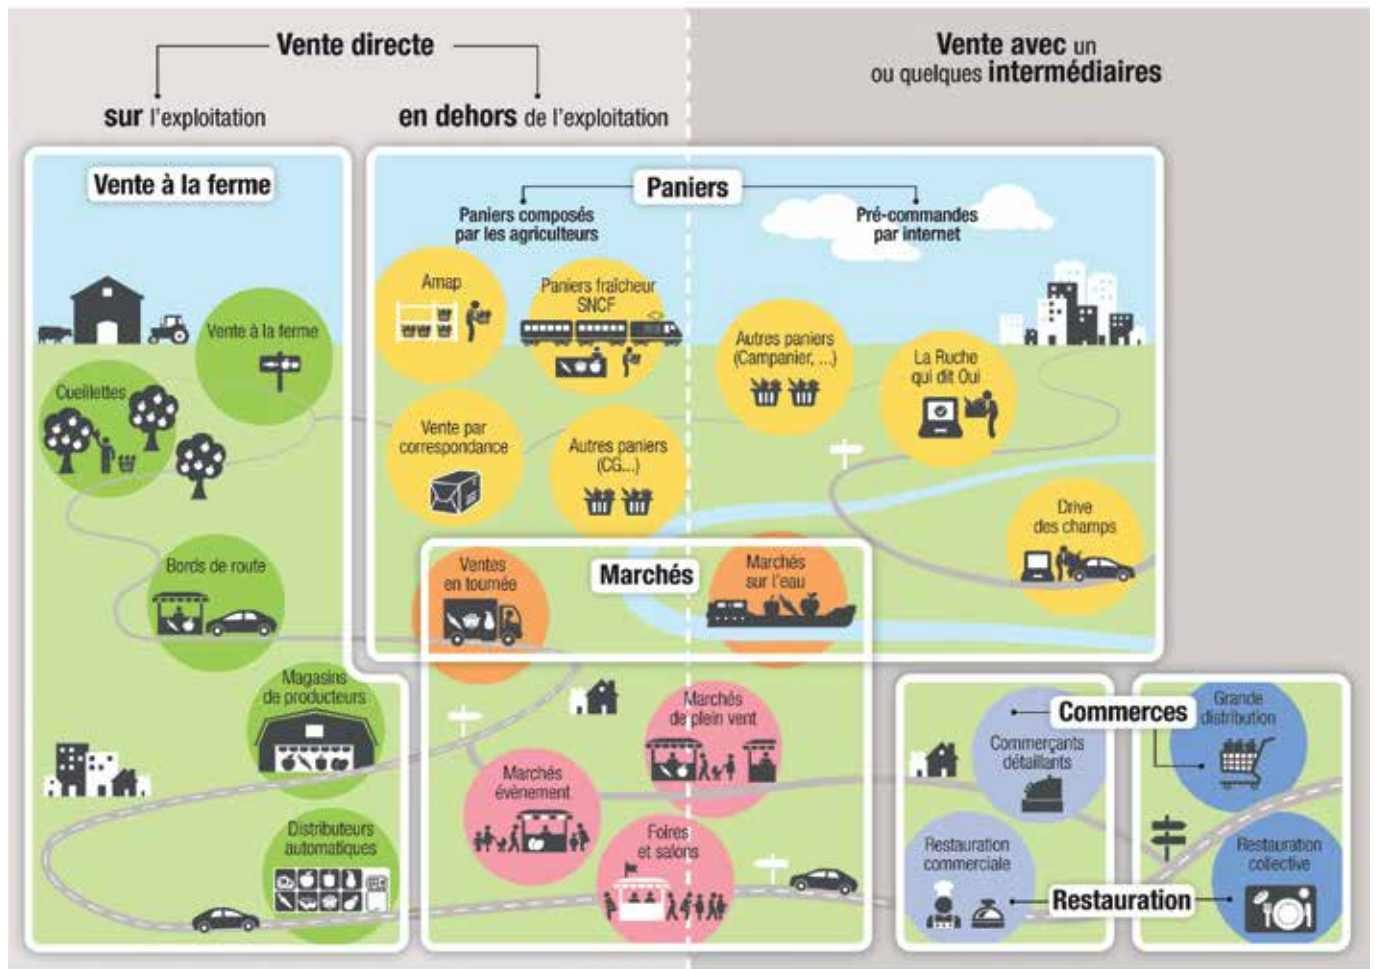 Vente directe
sur l'exploitation
en dehors de l'exploitation
Vente avec un
ou quelques intermédiaires
Vente à la ferme
Vente à la ferme
Cueillettes
Bords de route
Magasins
de producteurs
Distributeurs
automatiques
Paniers
Paniers composés
par les agriculteurs
Pré-commandes
par internet
Amap
Paniers fraîcheur
SNCF
Vente par
correspondance
Autres paniers
(CG...)
Autres paniers
(Campanier, ...)
La Ruche
qui dit Oui
Drive
des champs
Marchés
Ventes
en tournée
Marchés
sur l'eau
Marchés
de plein vent
Marchés
évènement
Foires
et salons
Commerces
Commerçants
détaillants
Grande
distribution
Restauration
commerciale
Restauration
collective
Restauration